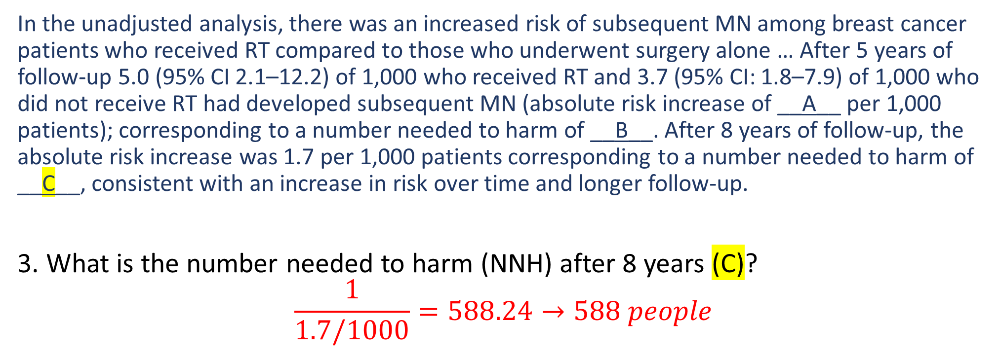 In the unadjusted analysis, there was an increased risk of subsequent MN among breast cancer
patients who received RT compared to those who underwent surgery alone ... After 5 years of
follow-up 5.0 (95% CI 2.1–12.2) of 1,000 who received RT and 3.7 (95% CI: 1.8–7.9) of 1,000 who
did not receive RT had developed subsequent MN (absolute risk increase of __A__ per 1,000
patients); corresponding to a number needed to harm of __B__. After 8 years of follow-up, the
absolute risk increase was 1.7 per 1,000 patients corresponding to a number needed to harm of
__C__, consistent with an increase in risk over time and longer follow-up.
3. What is the number needed to harm (NNH) after 8 years (C)?
1
= 588.24 → 588 people
1.7/1000